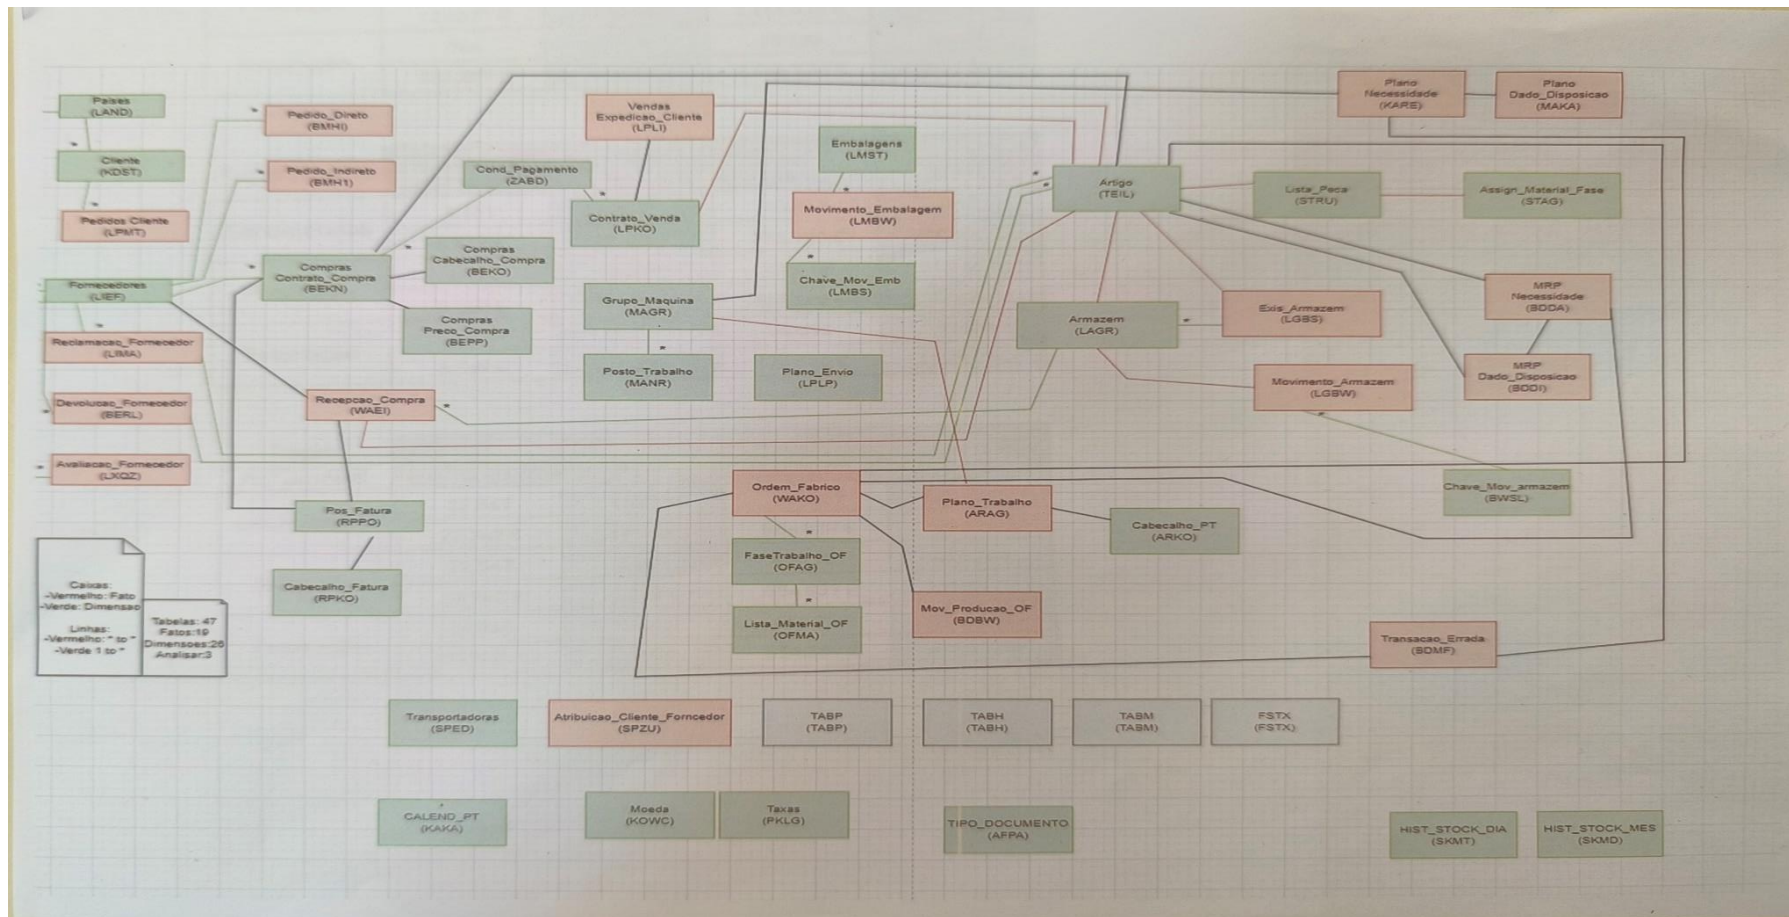 Paises
(LAND)
Cliente
(KDST)
Pedidos Cliente
(LPMT)
Fornecedores
(LIEF)
Reclamacao_Fornecedor
(LIMA)
Devolucao_Fornecedor
(BERL)
Avaliacao_Fornecedor
(LXQZ)
Pedido_Direto
(BMHI)
Pedido_Indireto
(BMH1)
Compras
Contrato_Compra
(BEKN)
Cond_Pagamento
(ZABD)
Compras
Cabecalho_Compra
(BEKO)
Compras
Preco_Compra
(BEPP)
Recepcao_Compra
(WAEI)
Pos_Fatura
(RPPO)
Cabecalho_Fatura
(RPKO)
Vendas
Expedicao_Cliente
(LPLI)
Contrato_Venda
(LPKO)
Grupo_Maquina
(MAGR)
Posto_Trabalho
(MANR)
Embalagens
(LMST)
Movimento_Embalagem
(LMBW)
Chave_Mov_Emb
(LMBS)
Plano_Envio
(LPLP)
Artigo
(TEIL)
Armazem
(LAGR)
Lista_Peca
(STRU)
Assign_Material_Fase
(STAG)
Plano
Necessidade
(KARE)
Plano
Dado_Disposicao
(MAKA)
Exis_Armazem
(LGBS)
Movimento_Armazem
(LGBW)
MRP
Necessidade
(BDDA)
MRP
Dado_Disposicao
(BDDI)
Chave_Mov_armazem
(BWSL)
Ordem_Fabrico
(WAKO)
Plano_Trabalho
(ARAG)
Cabecalho_PT
(ARKO)
FaseTrabalho_OF
(OFAG)
Lista_Material_OF
(OFMA)
Mov_Producao_OF
(BDBW)
Transacao_Errada
(BDMF)
Caixas:
-Vermelho: Fato
-Verde: Dimensao
Linhas:
-Vermelho: * to *
-Verde 1 to *
Tabelas: 47
Fatos:19
Dimensoes:26
Analisar:3
Transportadoras
(SPED)
Atribuicao_Cliente_Forncedor
(SPZU)
TABP
(TABP)
TABH
(TABH)
TABM
(TABM)
FSTX
(FSTX)
CALEND_PT
(KAKA)
Moeda
(KOWC)
Taxas
(PKLG)
TIPO_DOCUMENTO
(AFPA)
HIST_STOCK_DIA
(SKMT)
HIST_STOCK_MES
(SKMD)